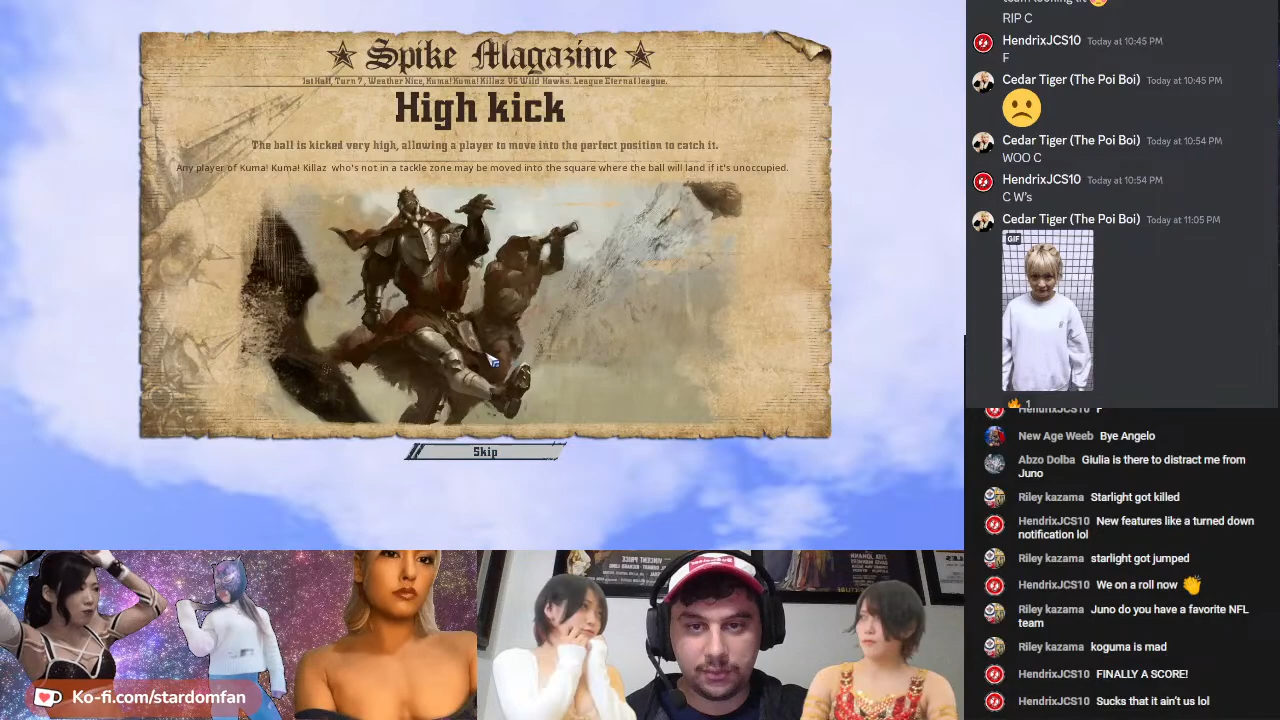 Spike Magazine
1st Half, Turn 7, Weather Nice, Kuma! Kuma! Killaz VS Wild Hawks. League Eternal league.
High kick
The ball is kicked very high, allowing a player to move into the perfect position to catch it.
Any player of Kuma! Kuma! Killaz who's not in a tackle zone may be moved into the square where the ball will land if it's unoccupied.
Skip
Ko-fi.com/stardomfan
RIP C
HendrixJCS10 Today at 10:45 PM
F
Cedar Tiger (The Poi Boi) Today at 10:45 PM
Cedar Tiger (The Poi Boi) Today at 10:54 PM
WOO C
HendrixJCS10 Today at 10:54 PM
C W's
Cedar Tiger (The Poi Boi) Today at 11:05 PM
GIF
1
HendrixJCS10 F
New Age Weeb Bye Angelo
Abzo Dolba Giulia is there to distract me from
Juno
Riley kazama Starlight got killed
HendrixJCS10 New features like a turned down
notification lol
Riley kazama starlight got jumped
HendrixJCS10 We on a roll now 👏
Riley kazama Juno do you have a favorite NFL
team
Riley kazama koguma is mad
HendrixJCS10 FINALLY A SCORE!
HendrixJCS10 Sucks that it ain't us lol